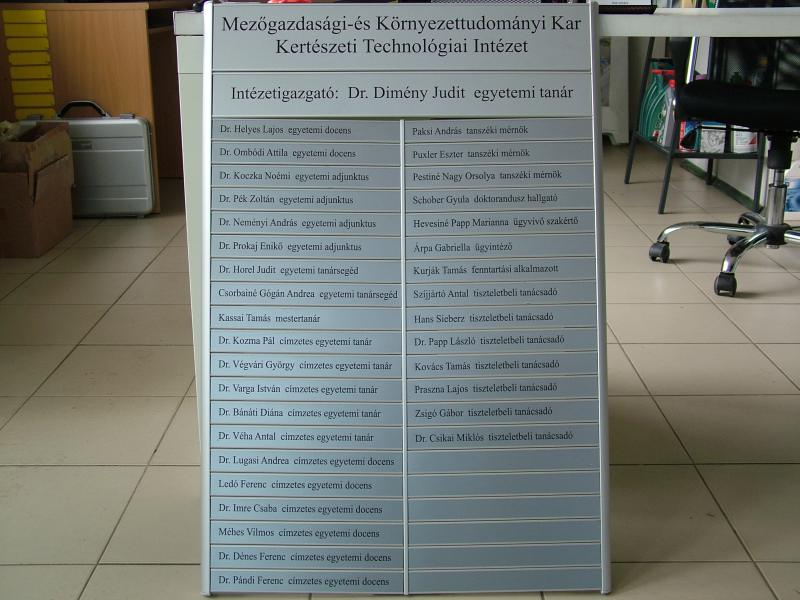 Mezőgazdasági-és Környezettudományi Kar
Kertészeti Technológiai Intézet
Intézetigazgató: Dr. Dimény Judit egyetemi tanár
Dr. Helyes Lajos egyetemi docens
Dr. Ombódi Attila egyetemi docens
Dr. Koczka Noémi egyetemi adjunktus
Dr. Pék Zoltán egyetemi adjunktus
Dr. Neményi András egyetemi adjunktus
Dr. Prokaj Enikő egyetemi adjunktus
Dr. Horel Judit egyetemi tanársegéd
Csorbainé Gógán Andrea egyetemi tanársegéd
Kassai Tamás mestertanár
Dr. Kozma Pál címzetes egyetemi tanár
Dr. Végvári György címzetes egyetemi tanár
Dr. Varga István címzetes egyetemi tanár
Dr. Bánáti Diána címzetes egyetemi tanár
Dr. Véha Antal címzetes egyetemi tanár
Dr. Lugasi Andrea címzetes egyetemi docens
Ledó Ferenc címzetes egyetemi docens
Dr. Imre Csaba címzetes egyetemi docens
Méhes Vilmos címzetes egyetemi docens
Dr. Dénes Ferenc címzetes egyetemi docens
Dr. Pándi Ferenc címzetes egyetemi docens
Paksi András tanszéki mérnök
Puxler Eszter tanszéki mérnök
Pestiné Nagy Orsolya tanszéki mérnök
Schober Gyula doktorandusz hallgató
Hevesiné Papp Marianna ügyvivő szakértő
Árpa Gabriella ügyintéző
Kurják Tamás fenntartási alkalmazott
Szijjártó Antal tiszteletbeli tanácsadó
Hans Sieberz tiszteletbeli tanácsadó
Dr. Papp László tiszteletbeli tanácsadó
Kovács Tamás tiszteletbeli tanácsadó
Praszna Lajos tiszteletbeli tanácsadó
Zsigó Gábor tiszteletbeli tanácsadó
Dr. Csikai Miklós tiszteletbeli tanácsadó